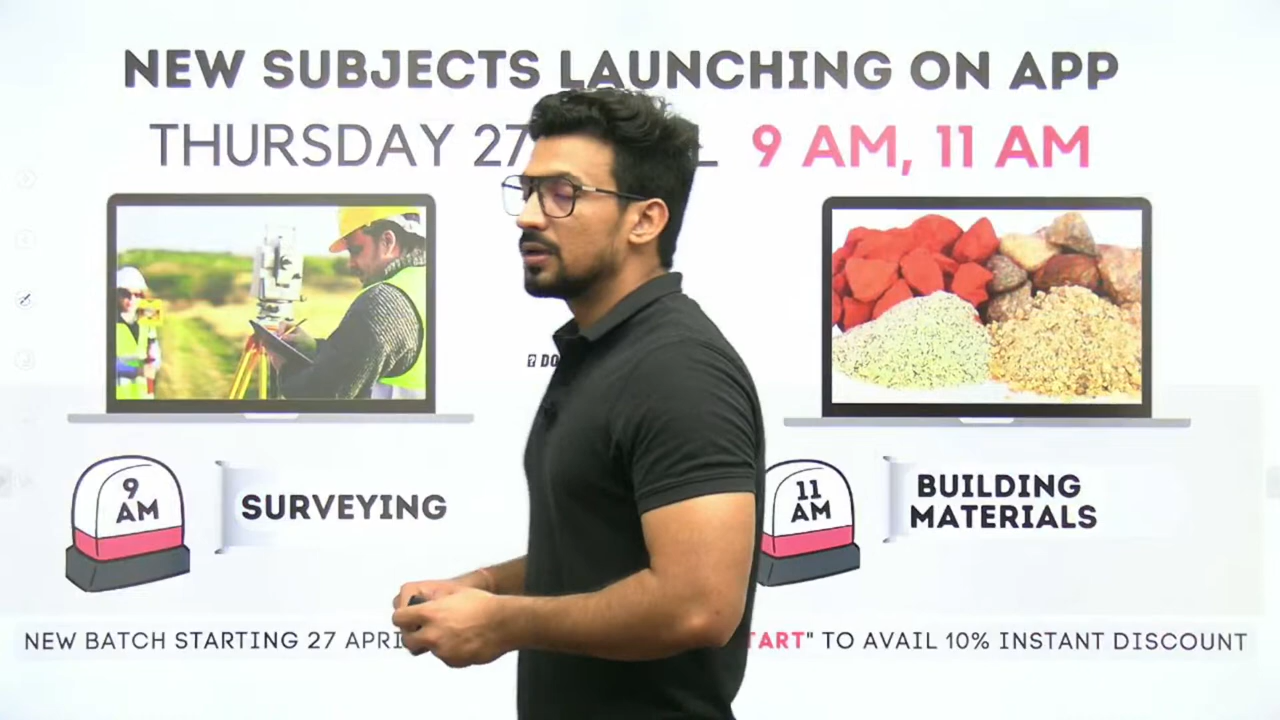 NEW SUBJECTS LAUNCHING ON APP
THURSDAY 27 9 AM, 11 AM
9 AM
SURVEYING
11 AM
BUILDING
MATERIALS
NEW BATCH STARTING 27 APRI
TART" TO AVAIL 10% INSTANT DISCOUNT